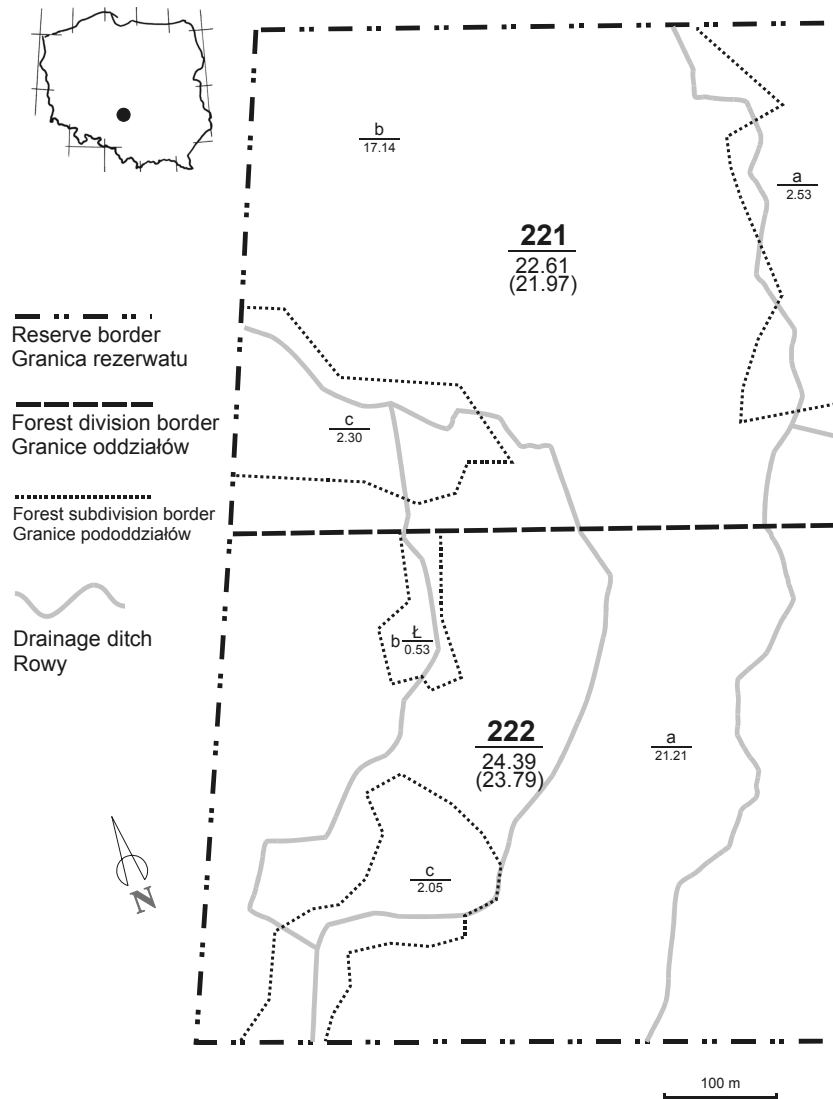 b
17.14
a
2.53
221
22.61
(21.97)
Reserve border
Granica rezerwatu
Forest division border
Granice oddziałów
c
2.30
Forest subdivision border
Granice pododdziałów
Drainage ditch
Rowy
b Ł
0.53
222
24.39
(23.79)
a
21.21
c
2.05
N
100 m